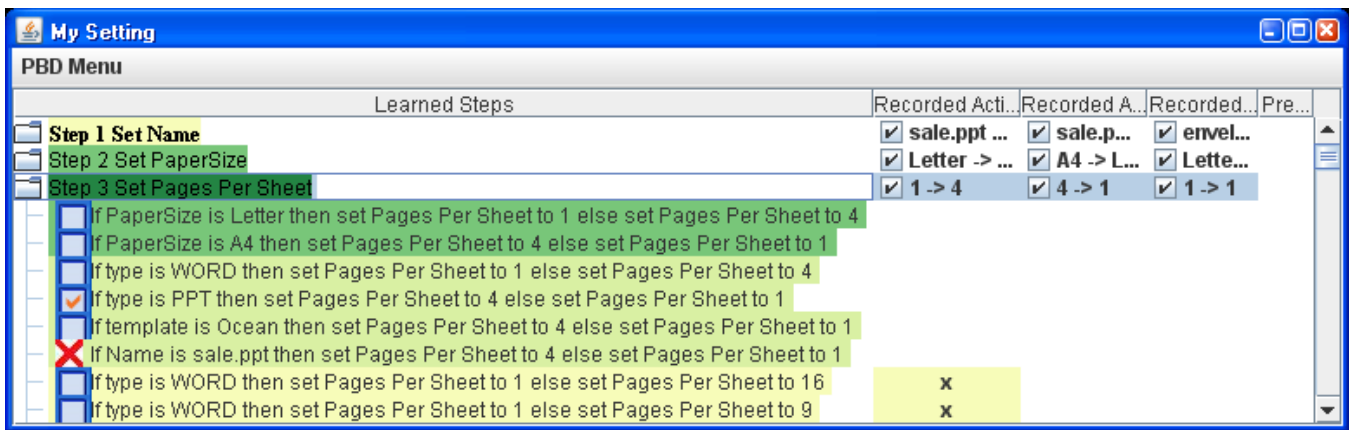 My Setting
PBD Menu
Learned Steps Recorded Acti... Recorded A... Recorded... Pre...
Step 1 Set Name sale.ppt ... sale.p... envel...
Step 2 Set PaperSize Letter -> ... A4 -> L... Lette...
Step 3 Set Pages Per Sheet 1 -> 4 4 -> 1 1 -> 1
If PaperSize is Letter then set Pages Per Sheet to 1 else set Pages Per Sheet to 4
If PaperSize is A4 then set Pages Per Sheet to 4 else set Pages Per Sheet to 1
If type is WORD then set Pages Per Sheet to 1 else set Pages Per Sheet to 4
If type is PPT then set Pages Per Sheet to 4 else set Pages Per Sheet to 1
If template is Ocean then set Pages Per Sheet to 4 else set Pages Per Sheet to 1
If Name is sale.ppt then set Pages Per Sheet to 4 else set Pages Per Sheet to 1
If type is WORD then set Pages Per Sheet to 1 else set Pages Per Sheet to 16 x
If type is WORD then set Pages Per Sheet to 1 else set Pages Per Sheet to 9 x